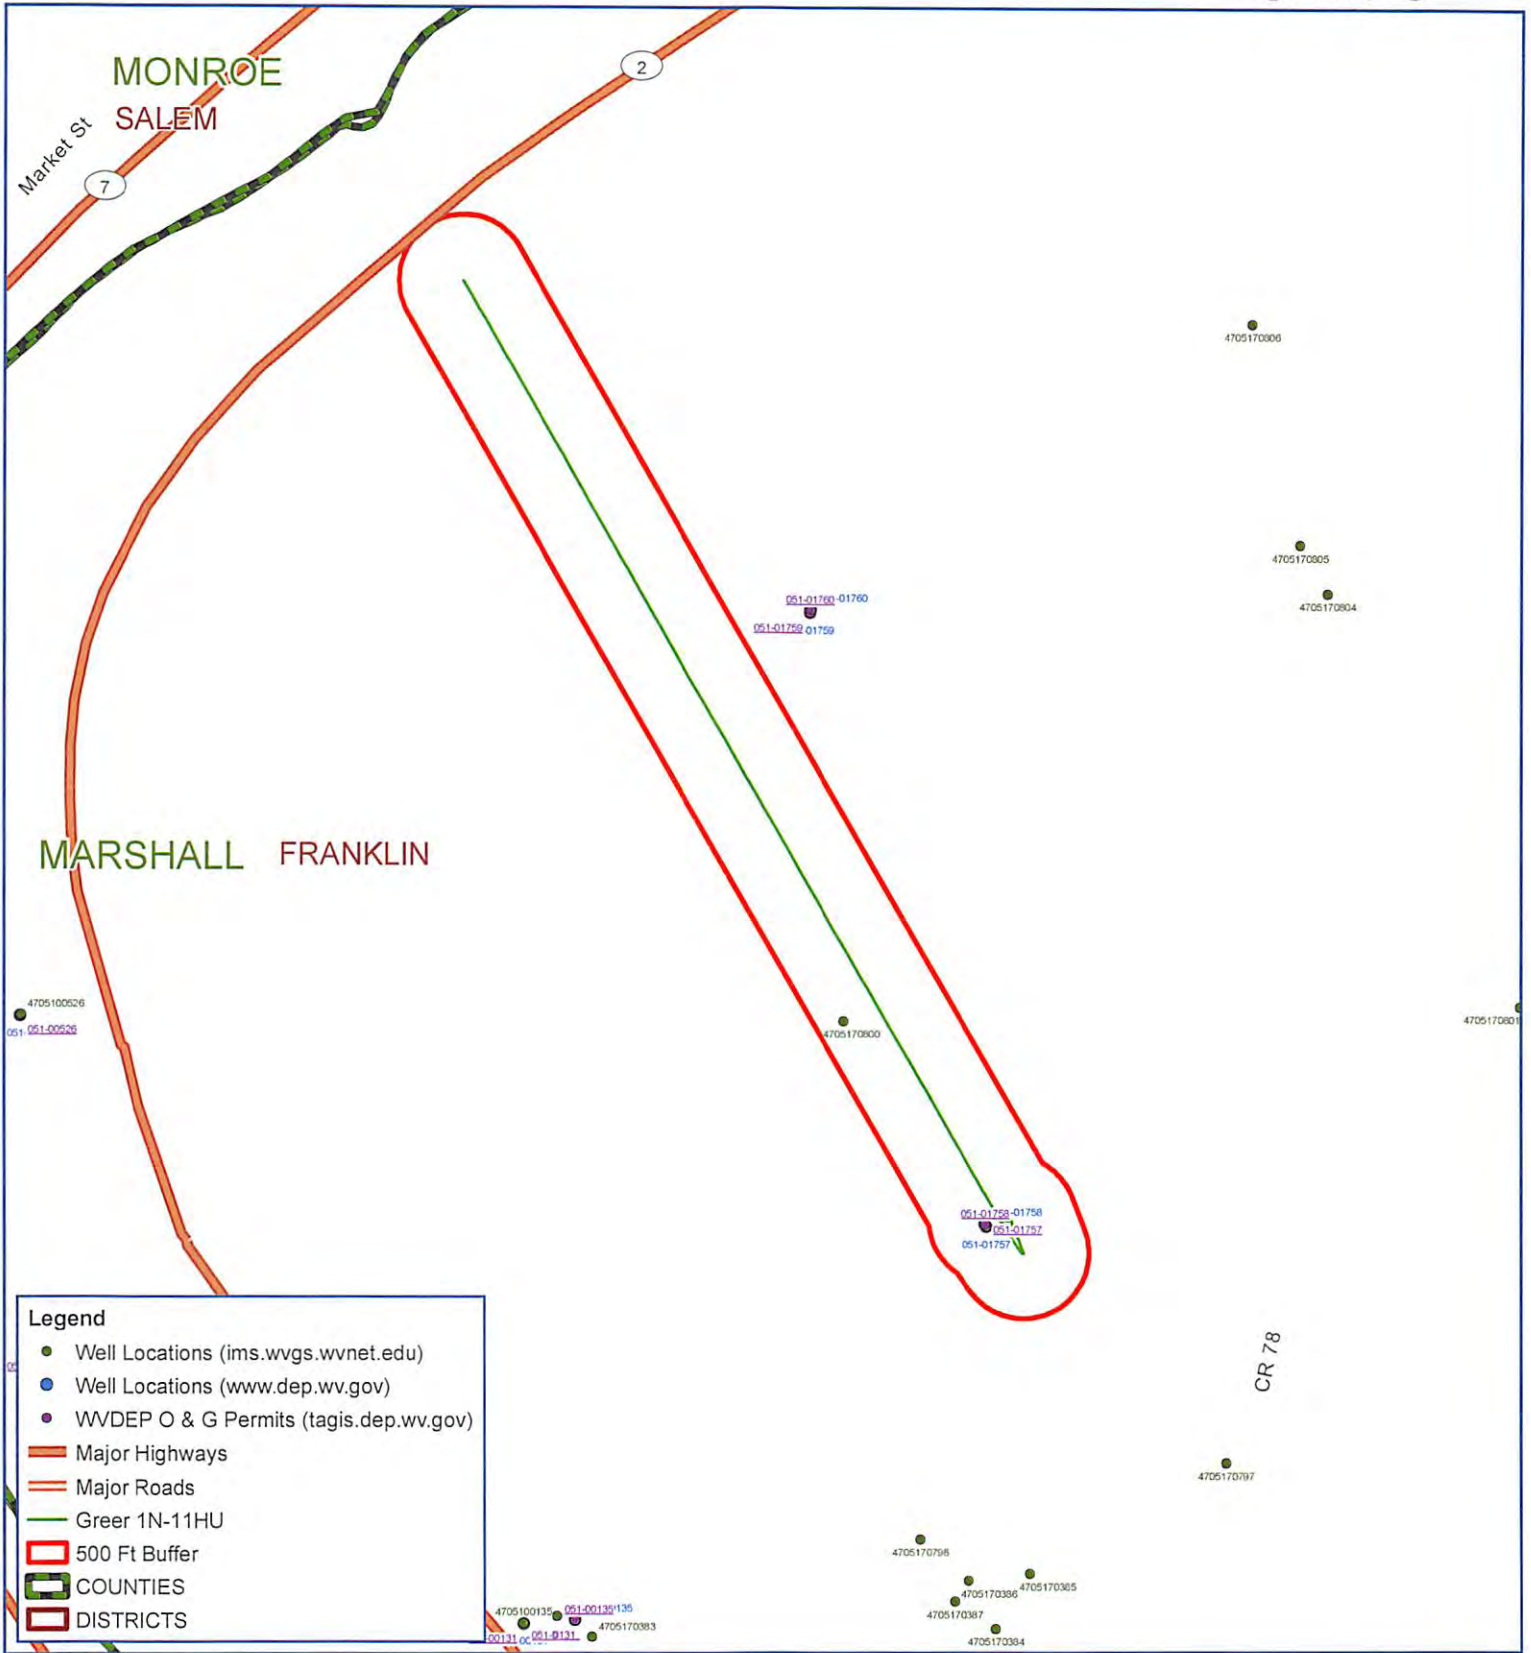 MONROE
SALEM
Market St
7
2
4705170806
4705170805
4705170804
051-01760 -01760
051-01759 01759
MARSHALL FRANKLIN
4705100526
051- 051-00526
4705170800
4705170801
051-01758 -01758
051-01757
051-01757
CR 78
4705170797
4705170798
4705170386
4705170385
4705170387
4705170384
4705100135
051-00135 135
4705170383
-00131
Legend
Well Locations (ims.wvgs.wvnet.edu)
Well Locations (www.dep.wv.gov)
WVDEP O & G Permits (tagis.dep.wv.gov)
Major Highways
Major Roads
Greer 1N-11HU
500 Ft Buffer
COUNTIES
DISTRICTS